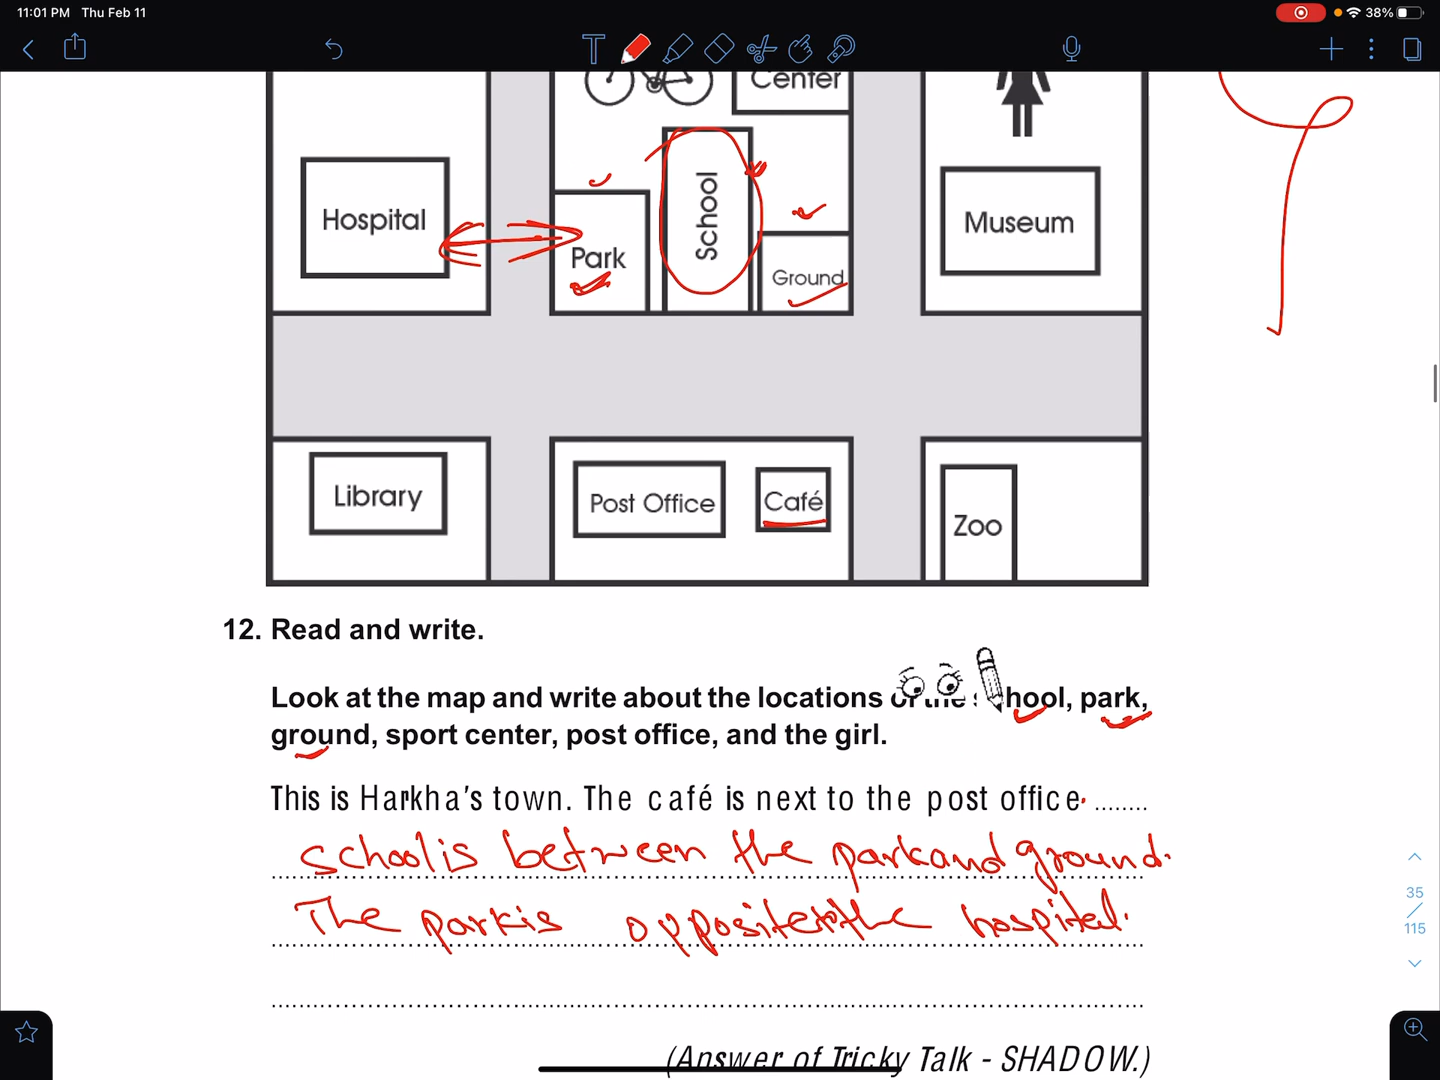 11:01 PM Thu Feb 11
38%
Center
Hospital
Park
School
Ground
Museum
Library
Post Office
Café
Zoo
12. Read and write.
Look at the map and write about the locations of the school, park,
ground, sport center, post office, and the girl.
This is Harkha's town. The café is next to the post office. ........
school is between the park and ground.
The park is opposite the hospital.
35
115
(Answer of Tricky Talk - SHADOW.)